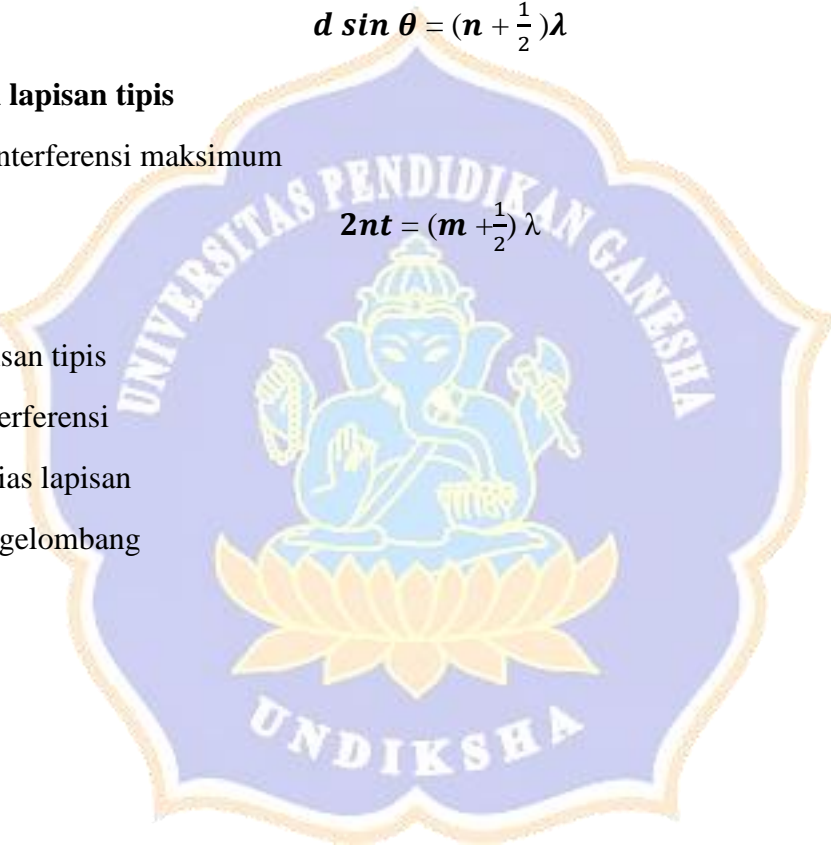 d sin θ = (n + 1/2 )λ
lapisan tipis
nterferensi maksimum
2nt = (m + 1/2) λ
UNIVERSITAS PENDIDIKAN GANESHA
san tipis
erferensi
ias lapisan
gelombang
UNDIKSHA